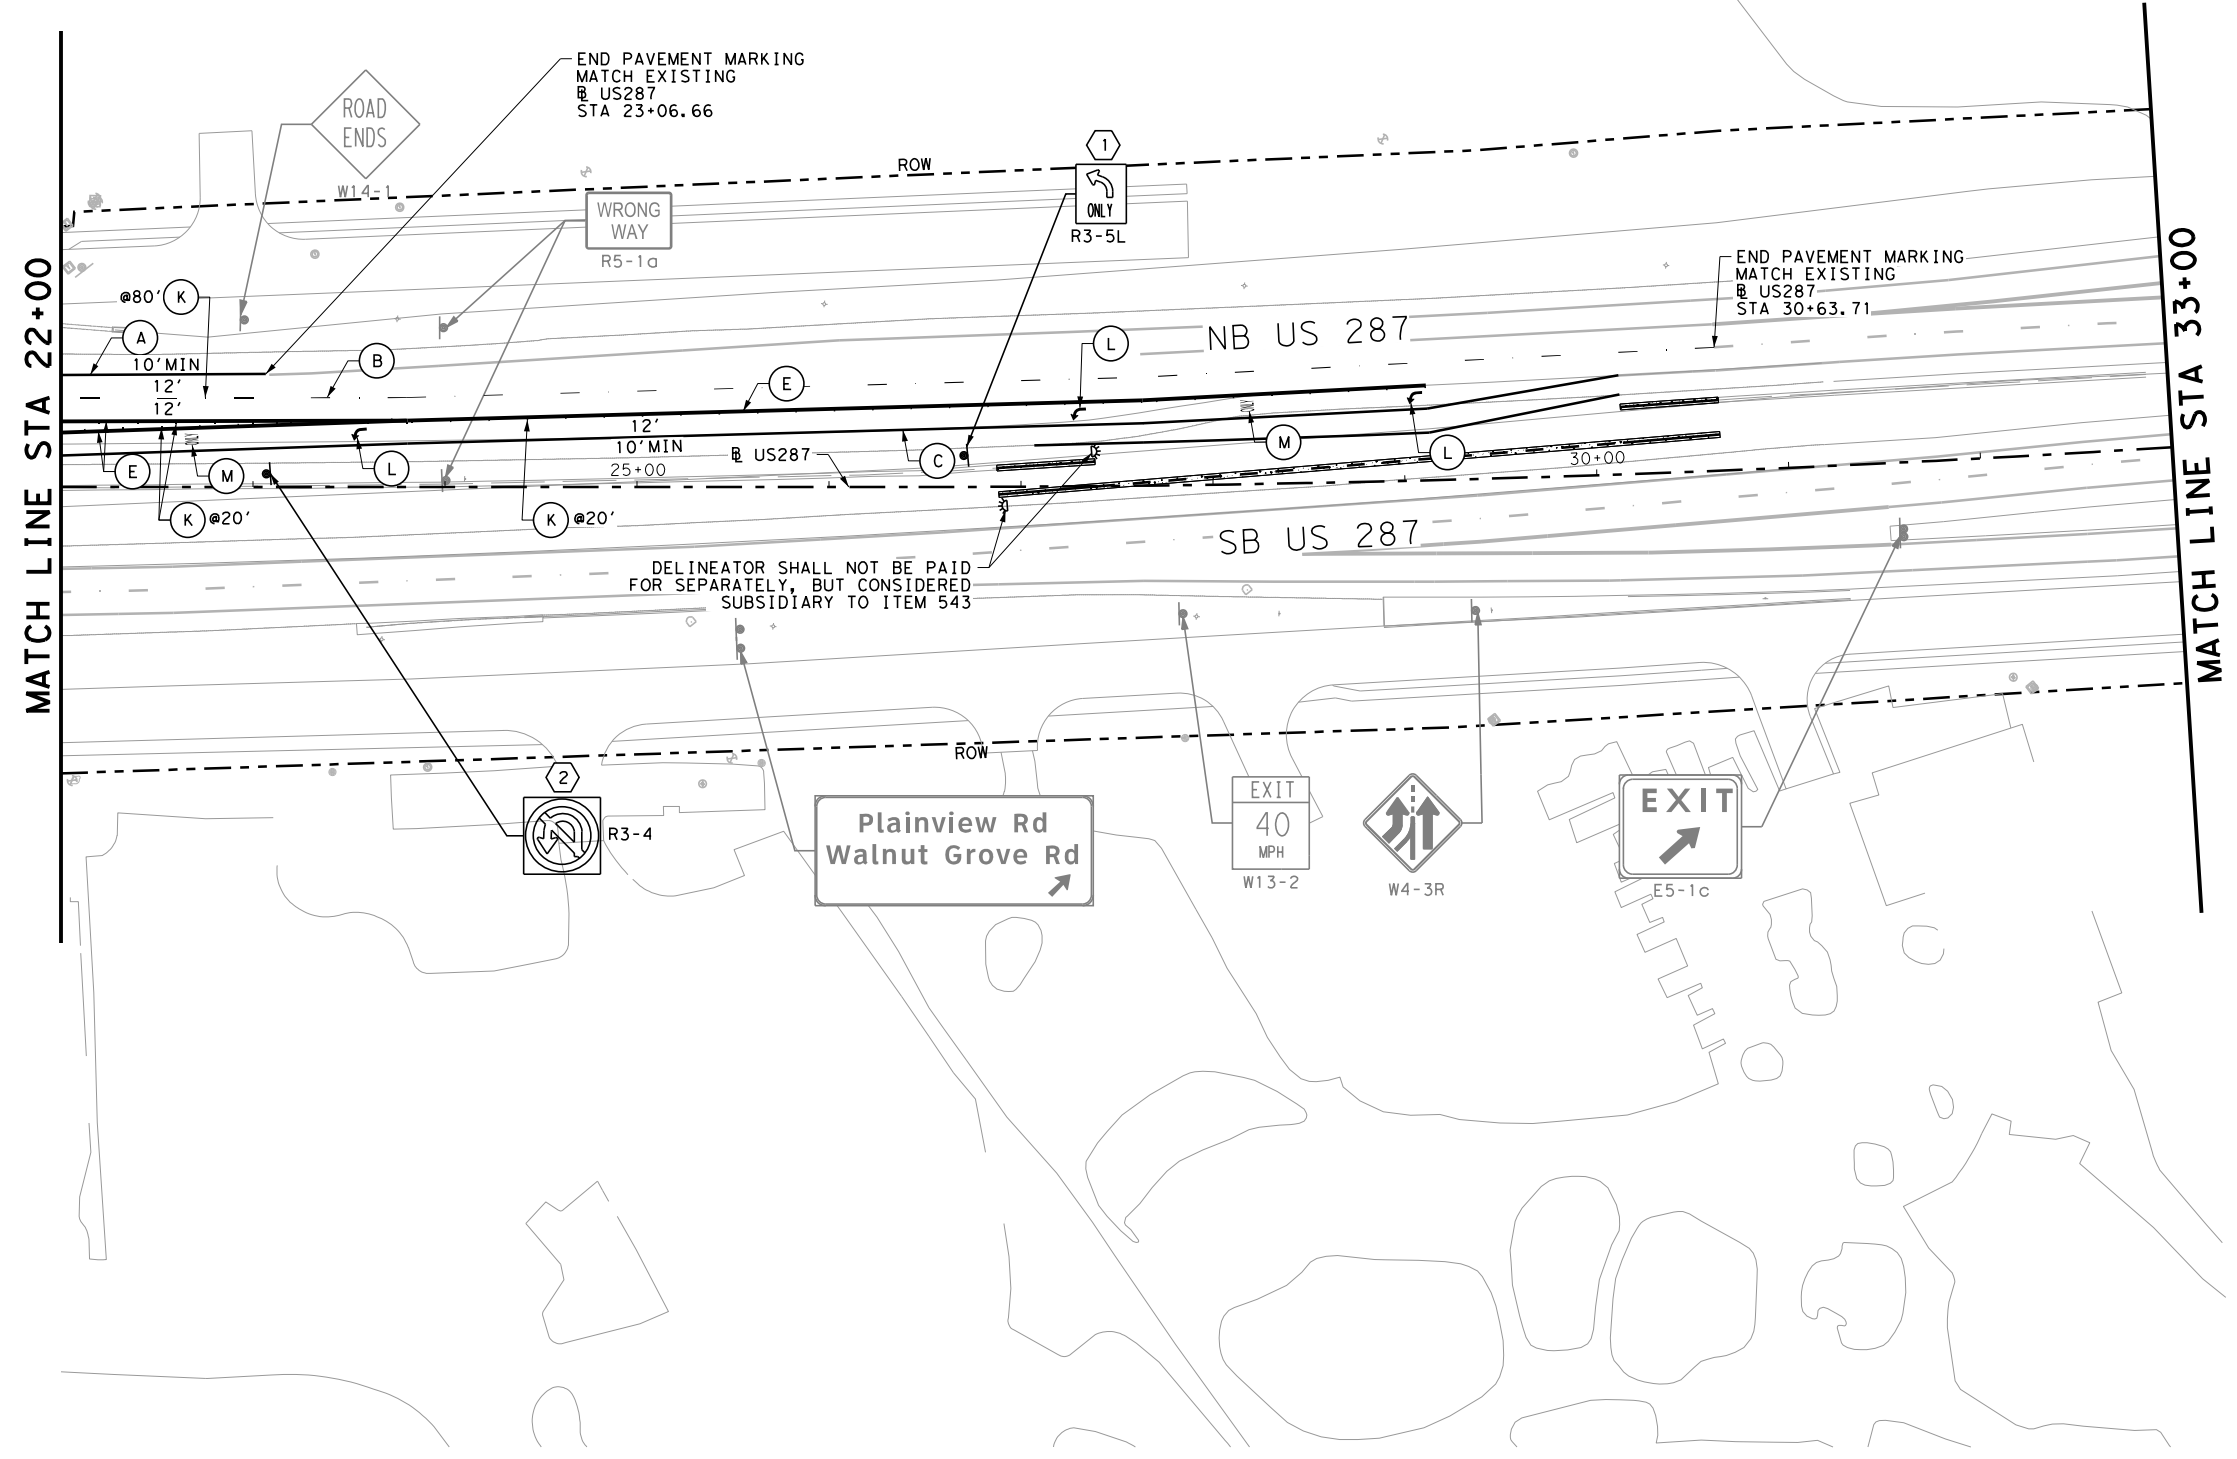 END PAVEMENT MARKING
MATCH EXISTING
BL US287
STA 23+06.66
ROAD
ENDS
W14-1
WRONG
WAY
R5-1a
ROW
1
ONLY
R3-5L
END PAVEMENT MARKING
MATCH EXISTING
BL US287
STA 30+63.71
MATCH LINE STA 22+00
MATCH LINE STA 33+00
@80' K
A
10'MIN
12'
12'
B
E
L
NB US 287
12'
10'MIN
BL US287
25+00
C
M
L
30+00
E
M
L
K @20'
K @20'
SB US 287
DELINEATOR SHALL NOT BE PAID
FOR SEPARATELY, BUT CONSIDERED
SUBSIDIARY TO ITEM 543
ROW
2
R3-4
Plainview Rd
Walnut Grove Rd
EXIT
40
MPH
W13-2
W4-3R
EXIT
E5-1c